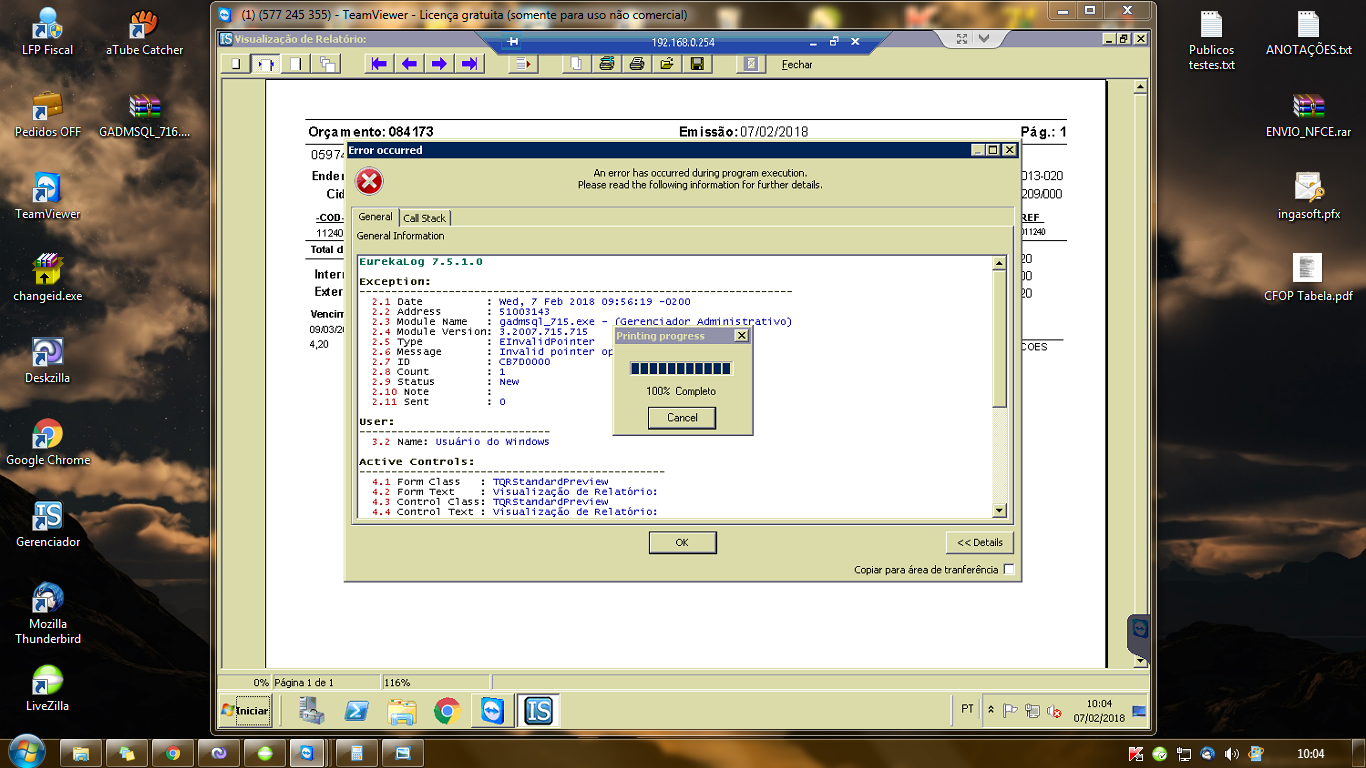 (1) (577 245 355) - TeamViewer - Licença gratuita (somente para uso não comercial)
Visualização de Relatório:
192.168.0.254
Fechar
LFP Fiscal
aTube Catcher
Pedidos OFF
GADMSQL_716....
TeamViewer
changeid.exe
Deskzilla
Google Chrome
Gerenciador
Mozilla
Thunderbird
LiveZilla
Publicos
testes.txt
ANOTAÇÕES.txt
ENVIO_NFCE.rar
ingasoft.pfx
CFOP Tabela.pdf
Orçamento: 084173
Emissão: 07/02/2018
Pág.: 1
0597
Ende
013-020
Cid
209/000
-COD-
REF
11240
011240
Total d
Inter
Exter
20
00
20
Vencim
09/03/20
4,20
COES
Error occurred
An error has occurred during program execution.
Please read the following information for further details.
General
Call Stack
General Information
EurekaLog 7.5.1.0
Exception:
2.1 Date : Wed, 7 Feb 2018 09:56:19 -0200
2.2 Address : 51003143
2.3 Module Name : gadmsql_715.exe - (Gerenciador Administrativo)
2.4 Module Version: 3.2007.715.715
2.5 Type : EInvalidPointer
2.6 Message : Invalid pointer op
2.7 ID : CB7D0000
2.8 Count : 1
2.9 Status : New
2.10 Note :
2.11 Sent : 0
User:
3.2 Name: Usuário do Windows
Active Controls:
4.1 Form Class : TQRStandardPreview
4.2 Form Text : Visualização de Relatório:
4.3 Control Class: TQRStandardPreview
4.4 Control Text : Visualização de Relatório:
Printing progress
100% Completo
Cancel
OK
<< Details
Copiar para área de tranferência
0% Página 1 de 1
116%
Iniciar
IS
PT
10:04
07/02/2018
10:04